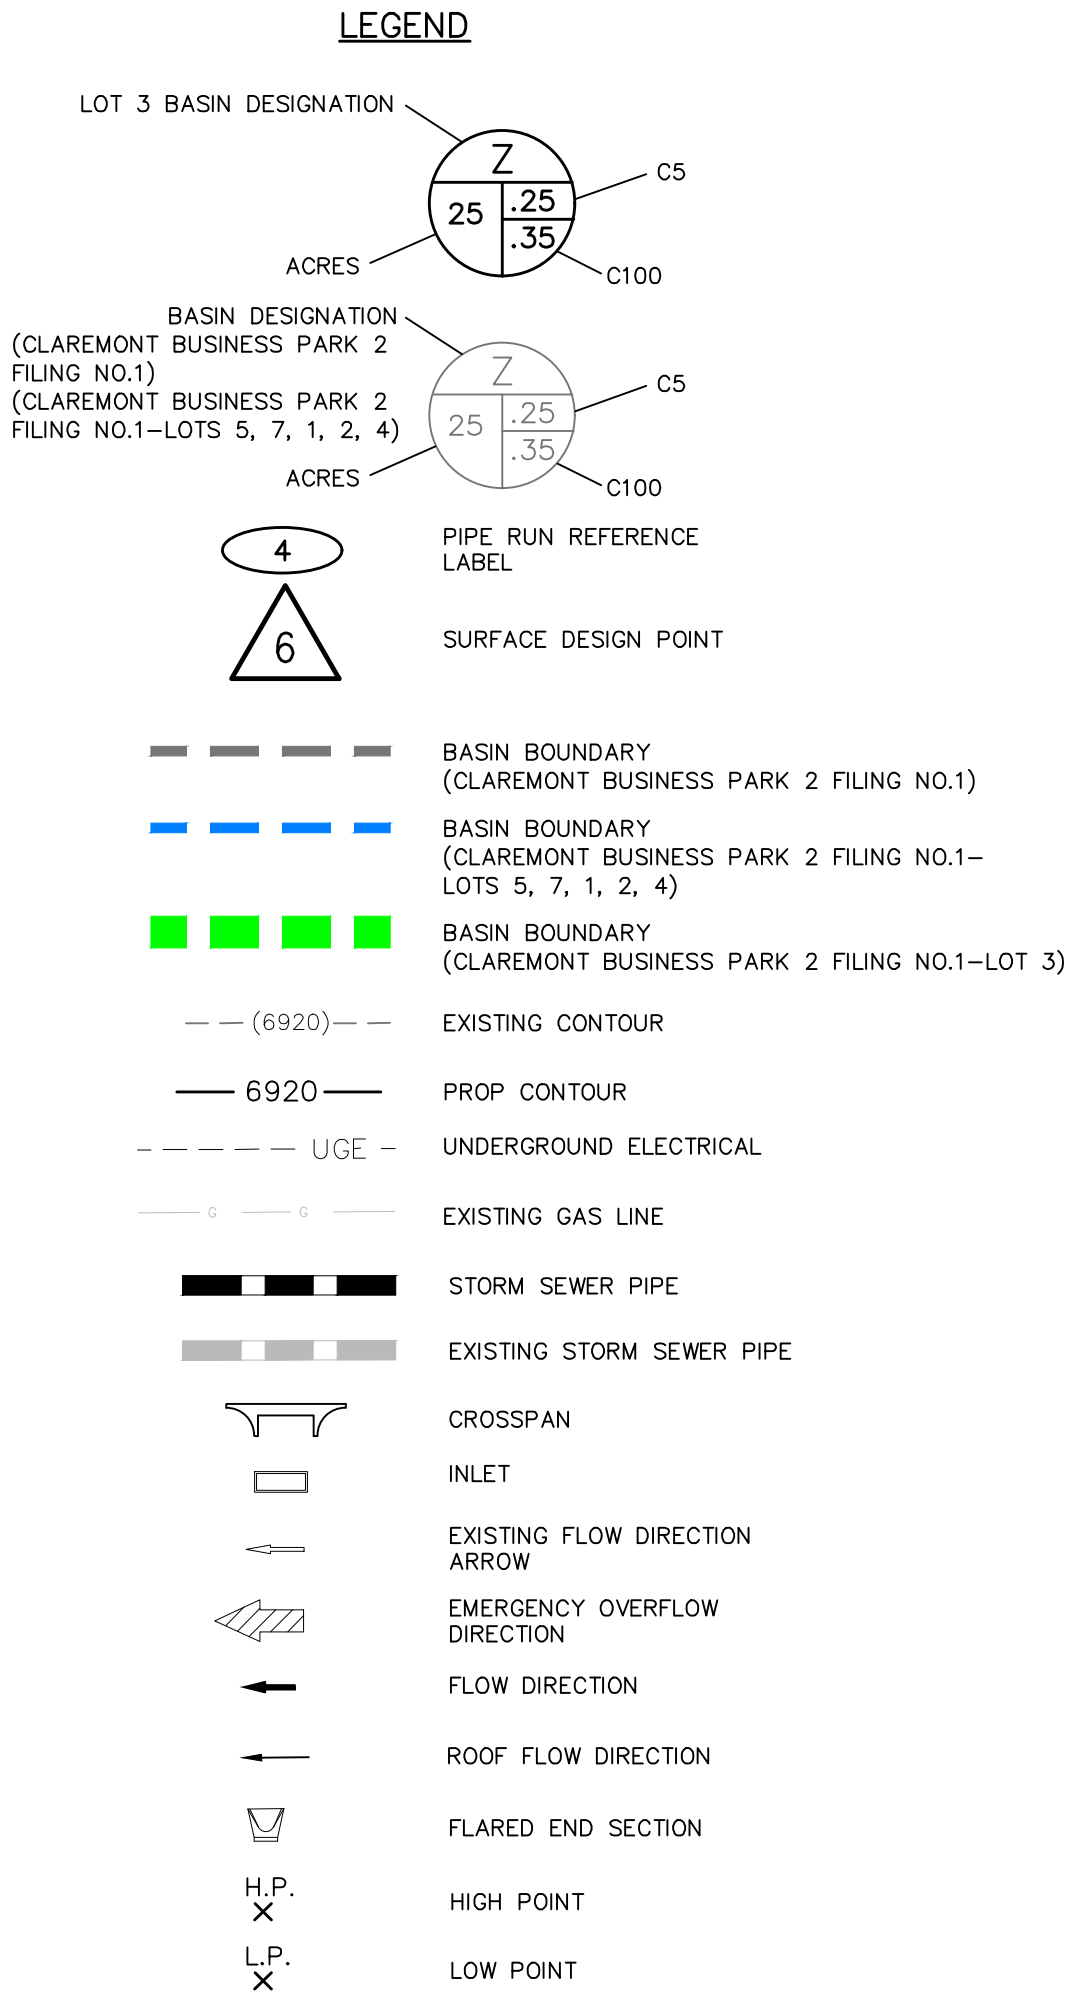 LEGEND
LOT 3 BASIN DESIGNATION
Z
C5
25
.25
.35
ACRES
C100
BASIN DESIGNATION
(CLAREMONT BUSINESS PARK 2
FILING NO.1)
(CLAREMONT BUSINESS PARK 2
FILING NO.1-LOTS 5, 7, 1, 2, 4)
Z
C5
25
.25
.35
ACRES
C100
4
PIPE RUN REFERENCE
LABEL
6
SURFACE DESIGN POINT
BASIN BOUNDARY
(CLAREMONT BUSINESS PARK 2 FILING NO.1)
BASIN BOUNDARY
(CLAREMONT BUSINESS PARK 2 FILING NO.1-
LOTS 5, 7, 1, 2, 4)
BASIN BOUNDARY
(CLAREMONT BUSINESS PARK 2 FILING NO.1-LOT 3)
(6920) EXISTING CONTOUR
6920 PROP CONTOUR
UGE UNDERGROUND ELECTRICAL
G G EXISTING GAS LINE
STORM SEWER PIPE
EXISTING STORM SEWER PIPE
CROSSPAN
INLET
EXISTING FLOW DIRECTION
ARROW
EMERGENCY OVERFLOW
DIRECTION
FLOW DIRECTION
ROOF FLOW DIRECTION
FLARED END SECTION
H.P.
HIGH POINT
L.P.
LOW POINT